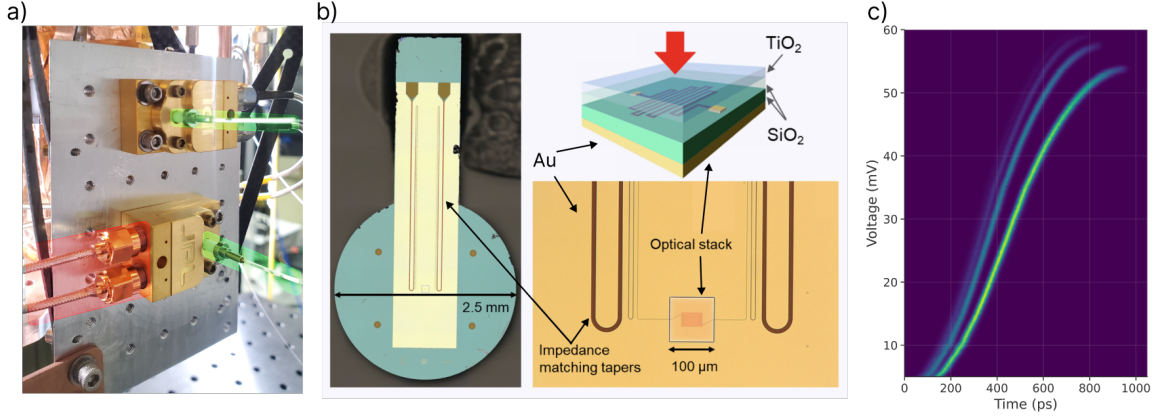 a)
b)
c)
TiO2
SiO2
Au
Optical stack
2.5 mm
Impedance
matching tapers
100 μm
Voltage (mV)
60
50
40
30
20
10
0
200
400
600
800
1000
Time (ps)